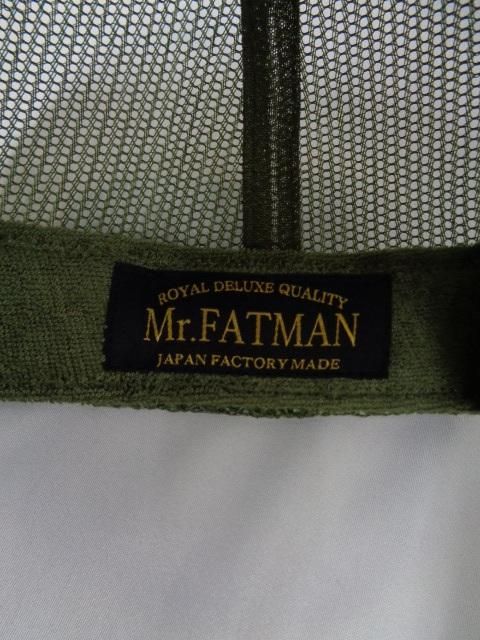 ROYAL DELUXE QUALITY
Mr.FATMAN
JAPAN FACTORY MADE